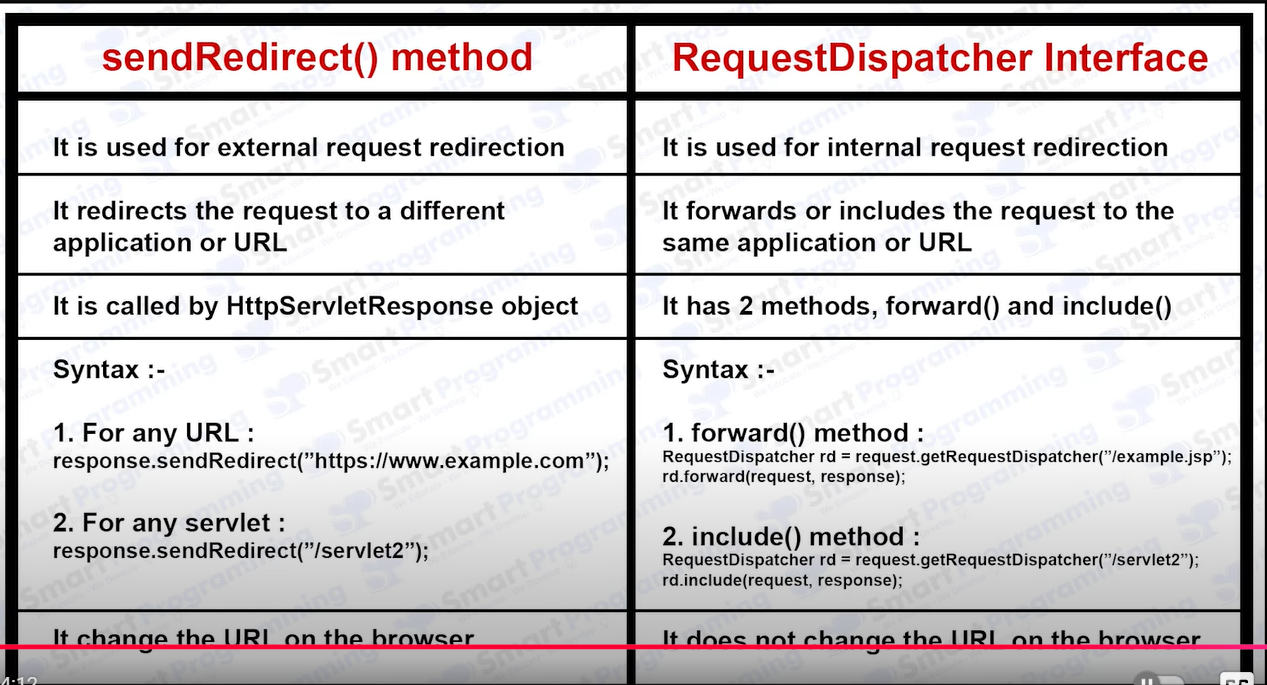 sendRedirect() method
RequestDispatcher Interface
It is used for external request redirection
It is used for internal request redirection
It redirects the request to a different
application or URL
It forwards or includes the request to the
same application or URL
It is called by HttpServletResponse object
It has 2 methods, forward() and include()
Syntax :-
1. For any URL :
response.sendRedirect(”https://www.example.com”);
2. For any servlet :
response.sendRedirect(”/servlet2”);
Syntax :-
1. forward() method :
RequestDispatcher rd = request.getRequestDispatcher(”/example.jsp”);
rd.forward(request, response);
2. include() method :
RequestDispatcher rd = request.getRequestDispatcher(”/servlet2”);
rd.include(request, response);
It change the URL on the browser
It does not change the URL on the browser
4:12
Smart Programming